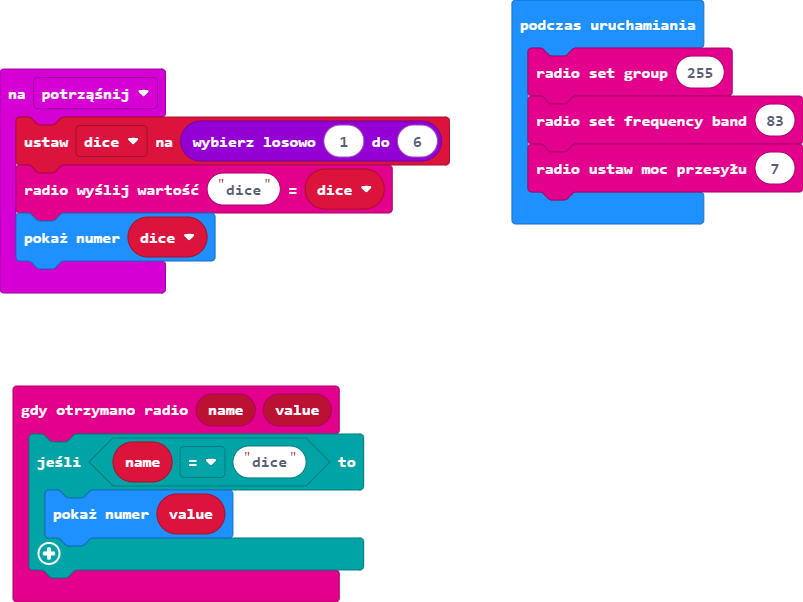 podczas uruchamiania
radio set group 255
radio set frequency band 83
radio ustaw moc przesyłu 7
na potrząśnij
ustaw dice na wybierz losowo 1 do 6
radio wyślij wartość "dice" = dice
pokaż numer dice
gdy otrzymano radio name value
jeśli name = "dice" to
pokaż numer value